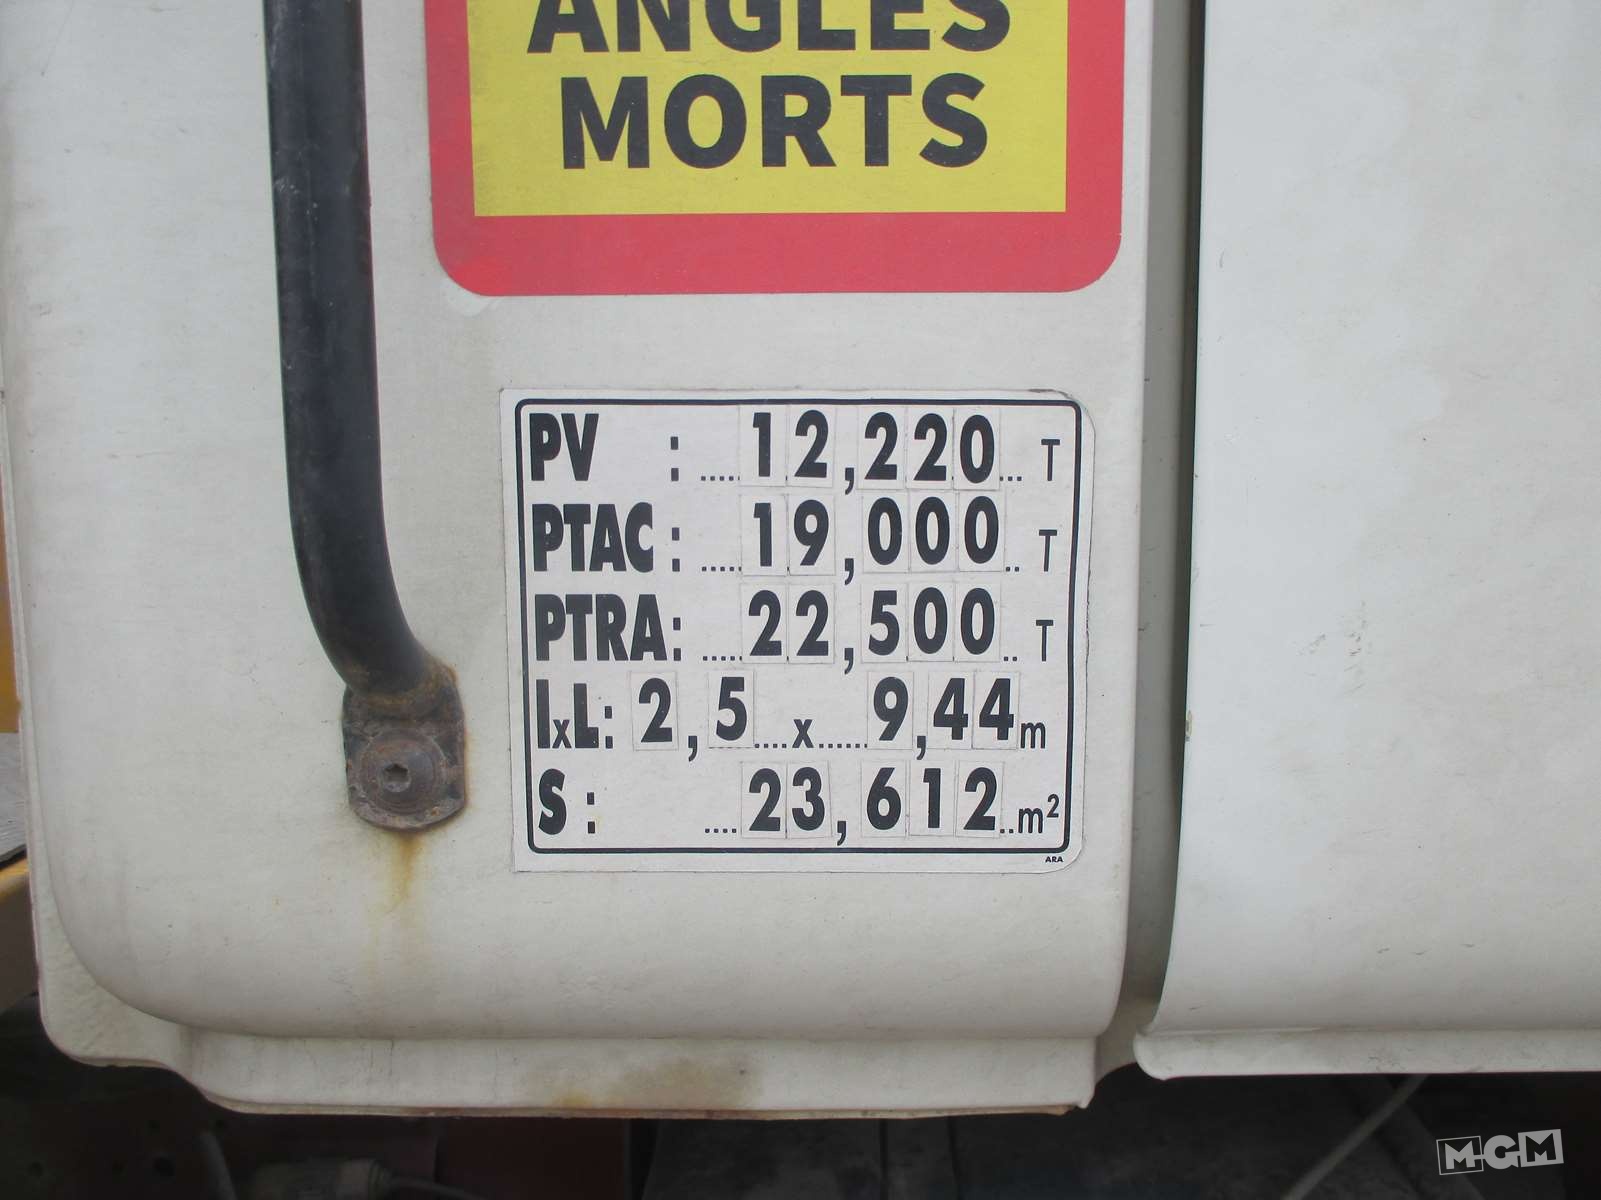 ANGLES
MORTS
PV : .....12,220... T
PTAC : .....19,000.. T
PTRA : .....22,500.. T
lxL: 2,5....x......9,44m
S : ....23,612..m²
ARA
MGM